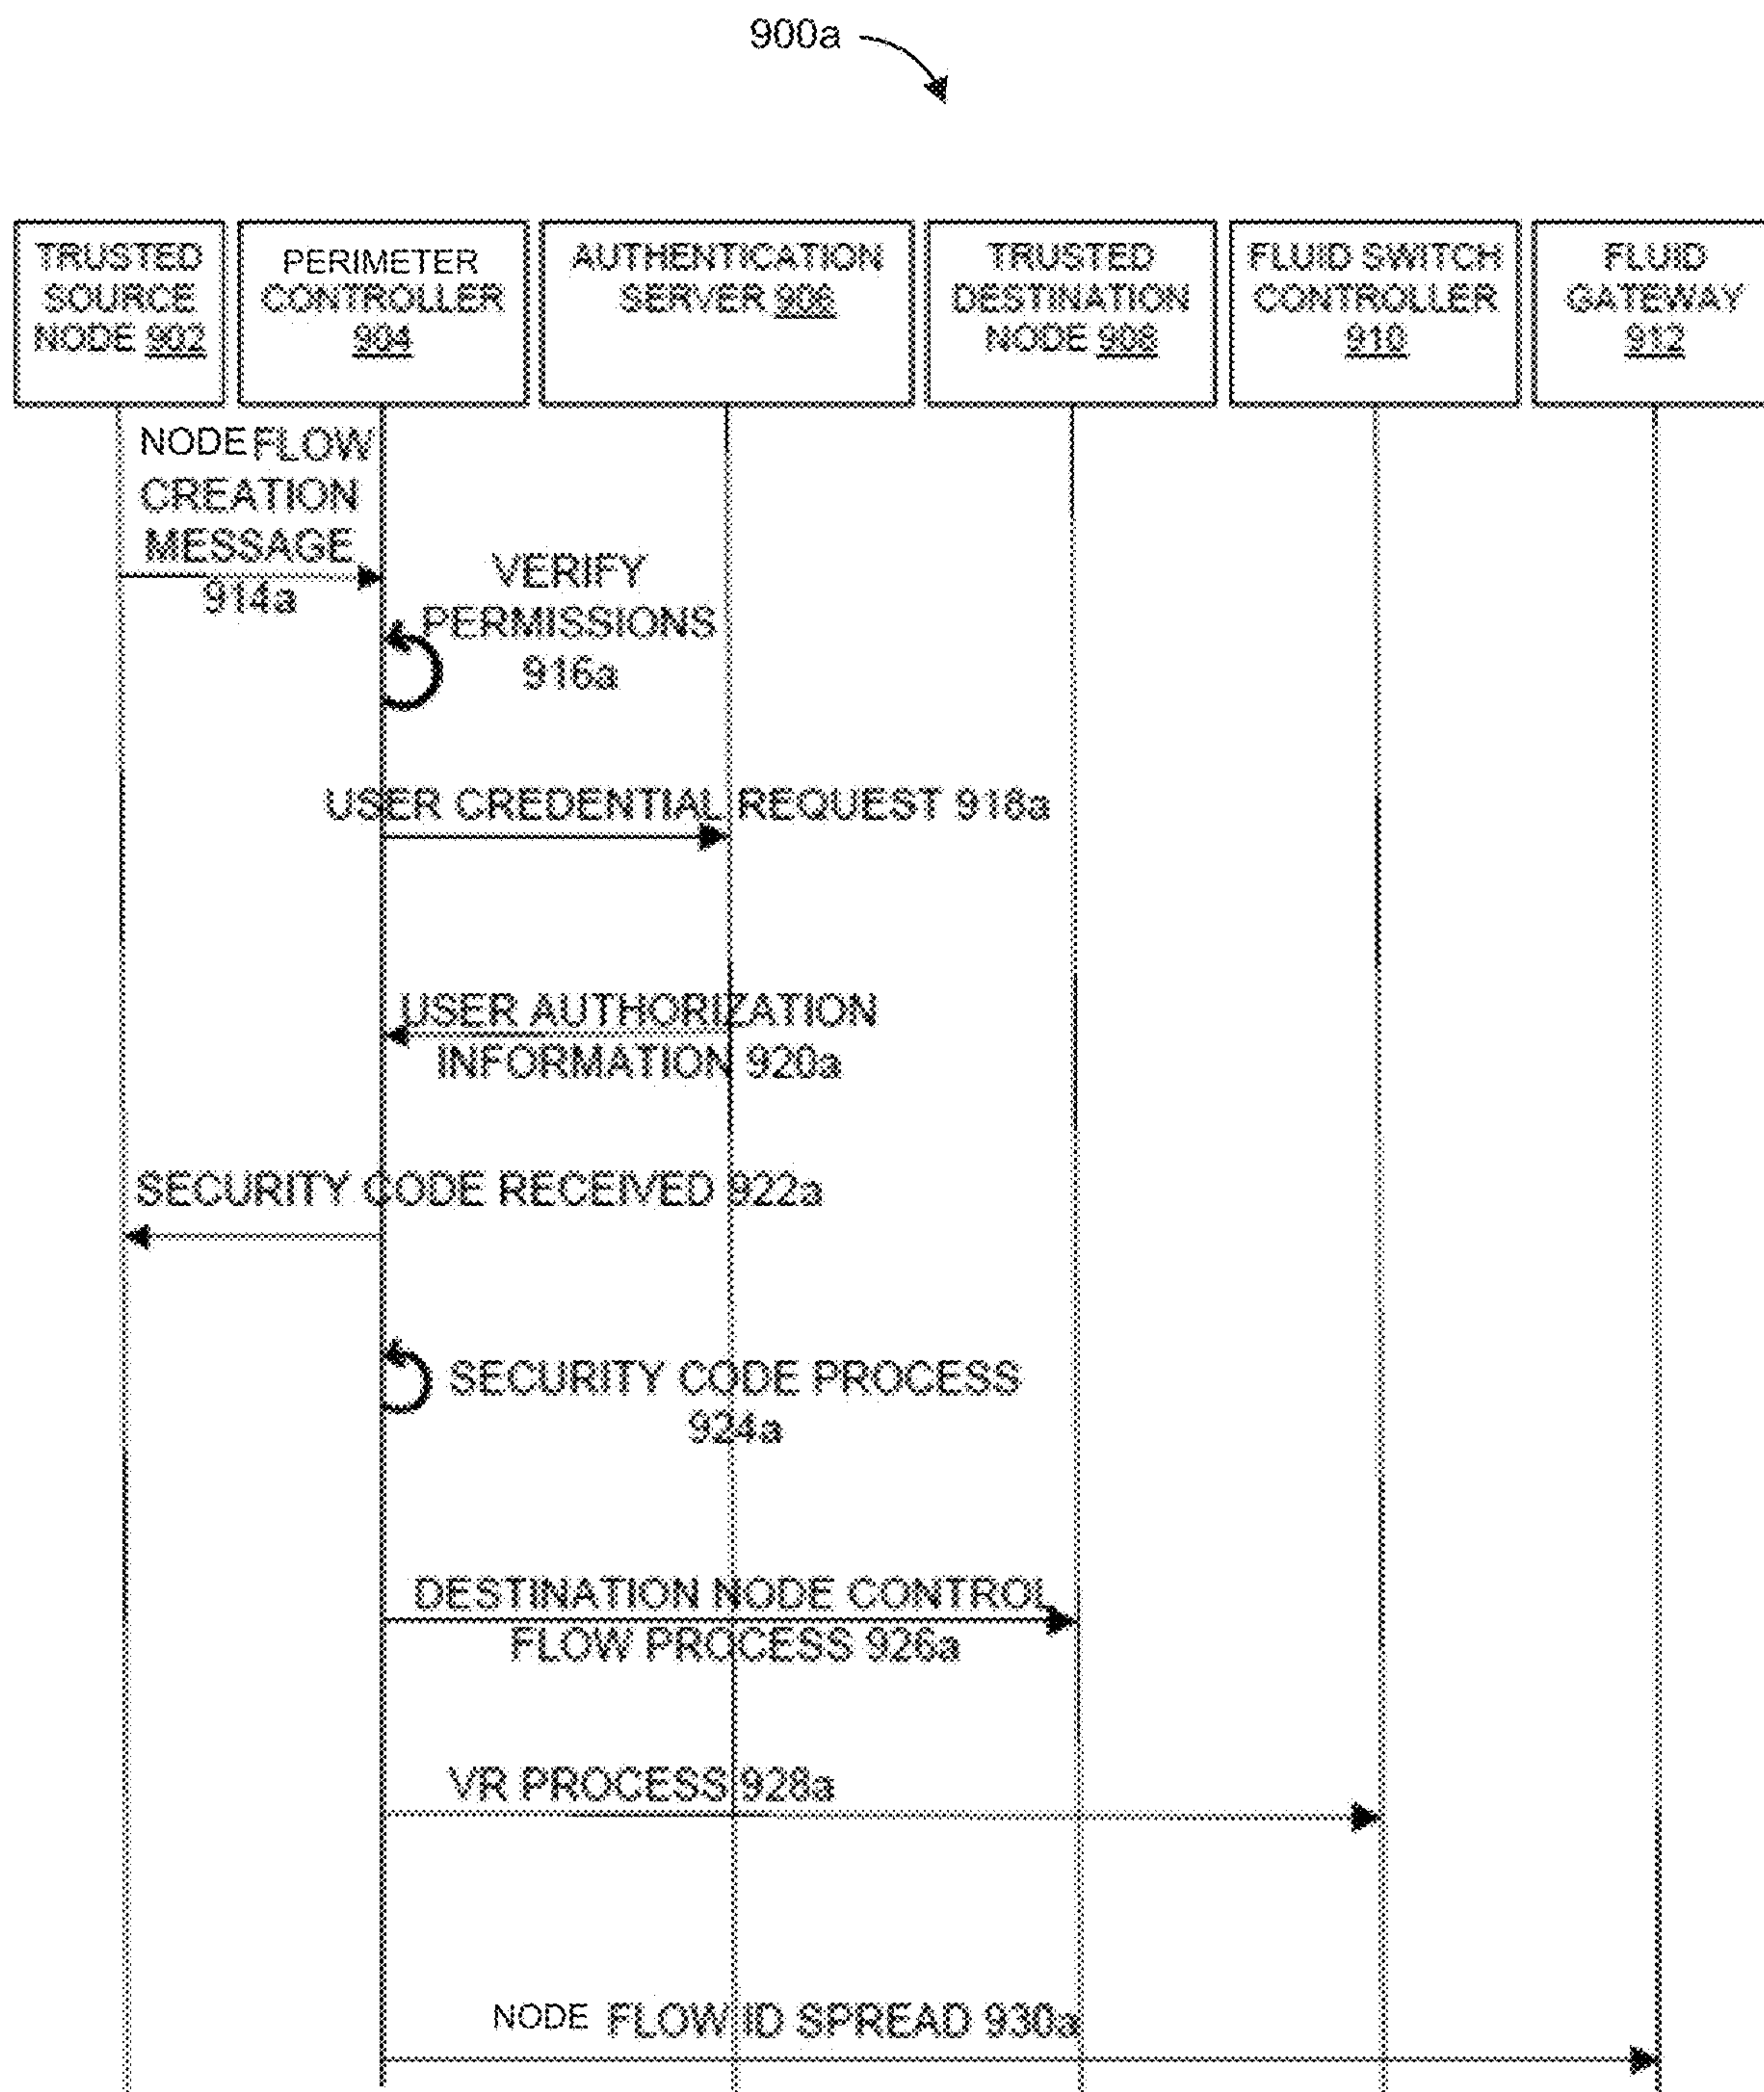 900a
TRUSTED
SOURCE
NODE 902
PERIMETER
CONTROLLER
904
AUTHENTICATION
SERVER 906
TRUSTED
DESTINATION
NODE 908
FLUID SWITCH
CONTROLLER
910
FLUID
GATEWAY
912
NODE FLOW
CREATION
MESSAGE
914a
VERIFY
PERMISSIONS
916a
USER CREDENTIAL REQUEST 918a
USER AUTHORIZATION
INFORMATION 920a
SECURITY CODE RECEIVED 922a
SECURITY CODE PROCESS
924a
DESTINATION NODE CONTROL
FLOW PROCESS 926a
VR PROCESS 928a
NODE FLOW ID SPREAD 930a